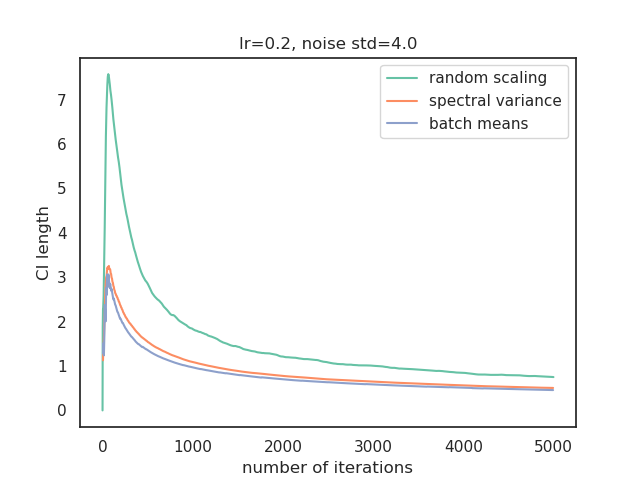 lr=0.2, noise std=4.0
random scaling
spectral variance
batch means
CI length
7
6
5
4
3
2
1
0
0 1000 2000 3000 4000 5000
number of iterations